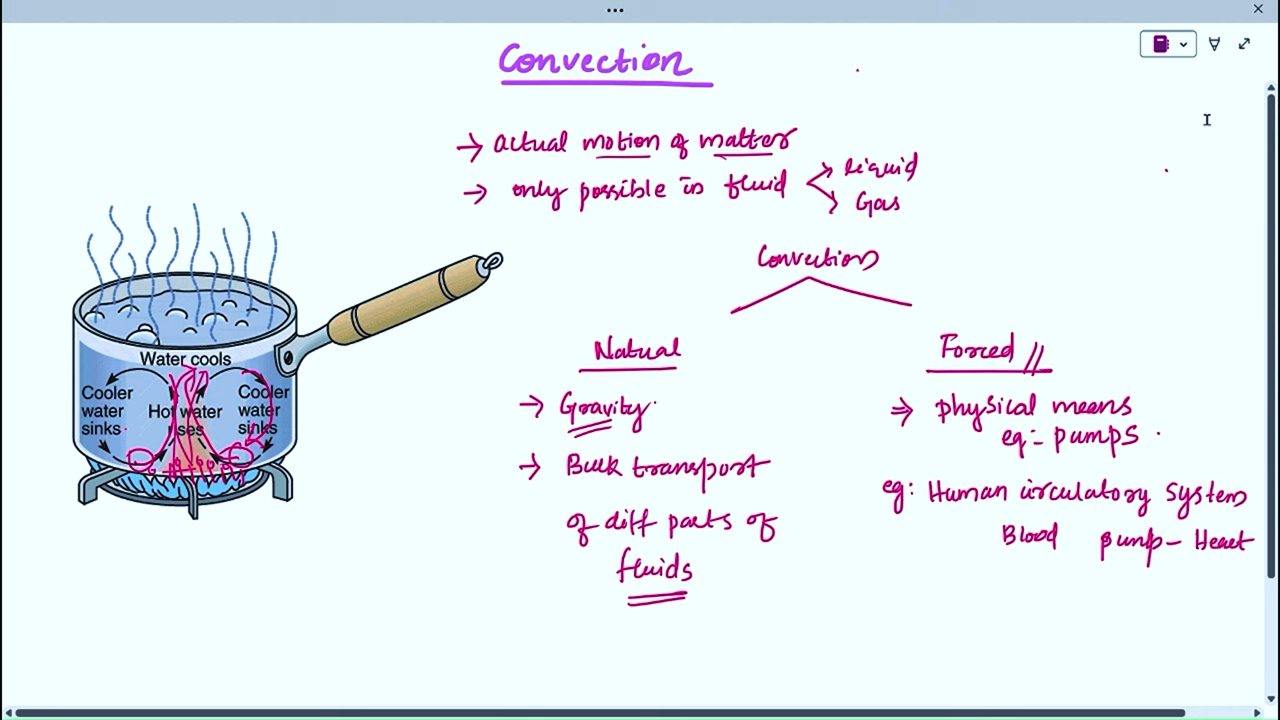 Convection
→ Actual motion of matter
→ only possible in fluid
Liquid
Gas
Convection
Natural
→ Gravity
→ Bulk transport
of diff parts of
fluids
Forced
⇒ physical means
eg:- pumps
eg: Human circulatory System
Blood pump - Heart
Water cools
Cooler
water
sinks
Hot water
rises
Cooler
water
sinks